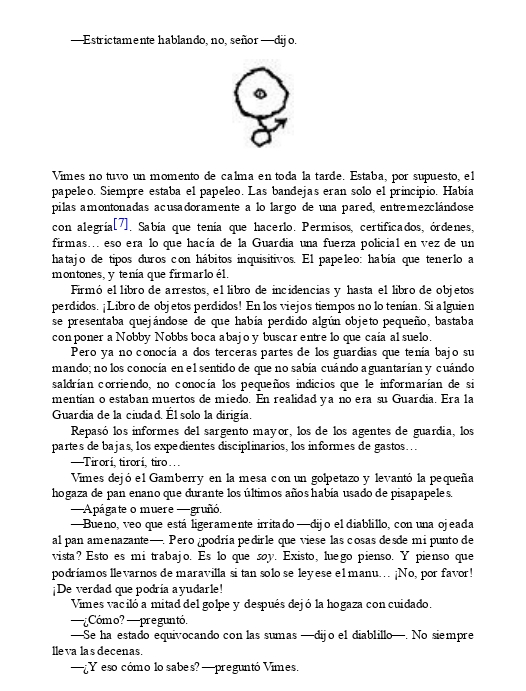 —Estrictamente hablando, no, señor —dijo.
Vimes no tuvo un momento de calma en toda la tarde. Estaba, por supuesto, el
papeleo. Siempre estaba el papeleo. Las bandejas eran solo el principio. Había
pilas amontonadas acusadoramente a lo largo de una pared, entremezclándose
con alegría[7]. Sabía que tenía que hacerlo. Permisos, certificados, órdenes,
firmas… eso era lo que hacía de la Guardia una fuerza policial en vez de un
hatajo de tipos duros con hábitos inquisitivos. El papeleo: había que tenerlo a
montones, y tenía que firmarlo él.
Firmó el libro de arrestos, el libro de incidencias y hasta el libro de objetos
perdidos. ¡Libro de objetos perdidos! En los viejos tiempos no lo tenían. Si alguien
se presentaba quejándose de que había perdido algún objeto pequeño, bastaba
con poner a Nobby Nobbs boca abajo y buscar entre lo que caía al suelo.
Pero ya no conocía a dos terceras partes de los guardias que tenía bajo su
mando; no los conocía en el sentido de que no sabía cuándo aguantarían y cuándo
saldrían corriendo, no conocía los pequeños indicios que le informarían de si
mentían o estaban muertos de miedo. En realidad ya no era su Guardia. Era la
Guardia de la ciudad. Él solo la dirigía.
Repasó los informes del sargento mayor, los de los agentes de guardia, los
partes de bajas, los expedientes disciplinarios, los informes de gastos…
—Tirorí, tirorí, tiro…
Vimes dejó el Gamberry en la mesa con un golpetazo y levantó la pequeña
hogaza de pan enano que durante los últimos años había usado de pisapapeles.
—Apágate o muere —gruñó.
—Bueno, veo que está ligeramente irritado —dijo el diablillo, con una ojeada
al pan amenazante—. Pero ¿podría pedirle que viese las cosas desde mi punto de
vista? Esto es mi trabajo. Es lo que soy. Existo, luego pienso. Y pienso que
podríamos llevarnos de maravilla si tan solo se leyese el manu… ¡No, por favor!
¡De verdad que podría ayudarle!
Vimes vaciló a mitad del golpe y después dejó la hogaza con cuidado.
—¿Cómo? —preguntó.
—Se ha estado equivocando con las sumas —dijo el diablillo—. No siempre
lleva las decenas.
—¿Y eso cómo lo sabes? —preguntó Vimes.